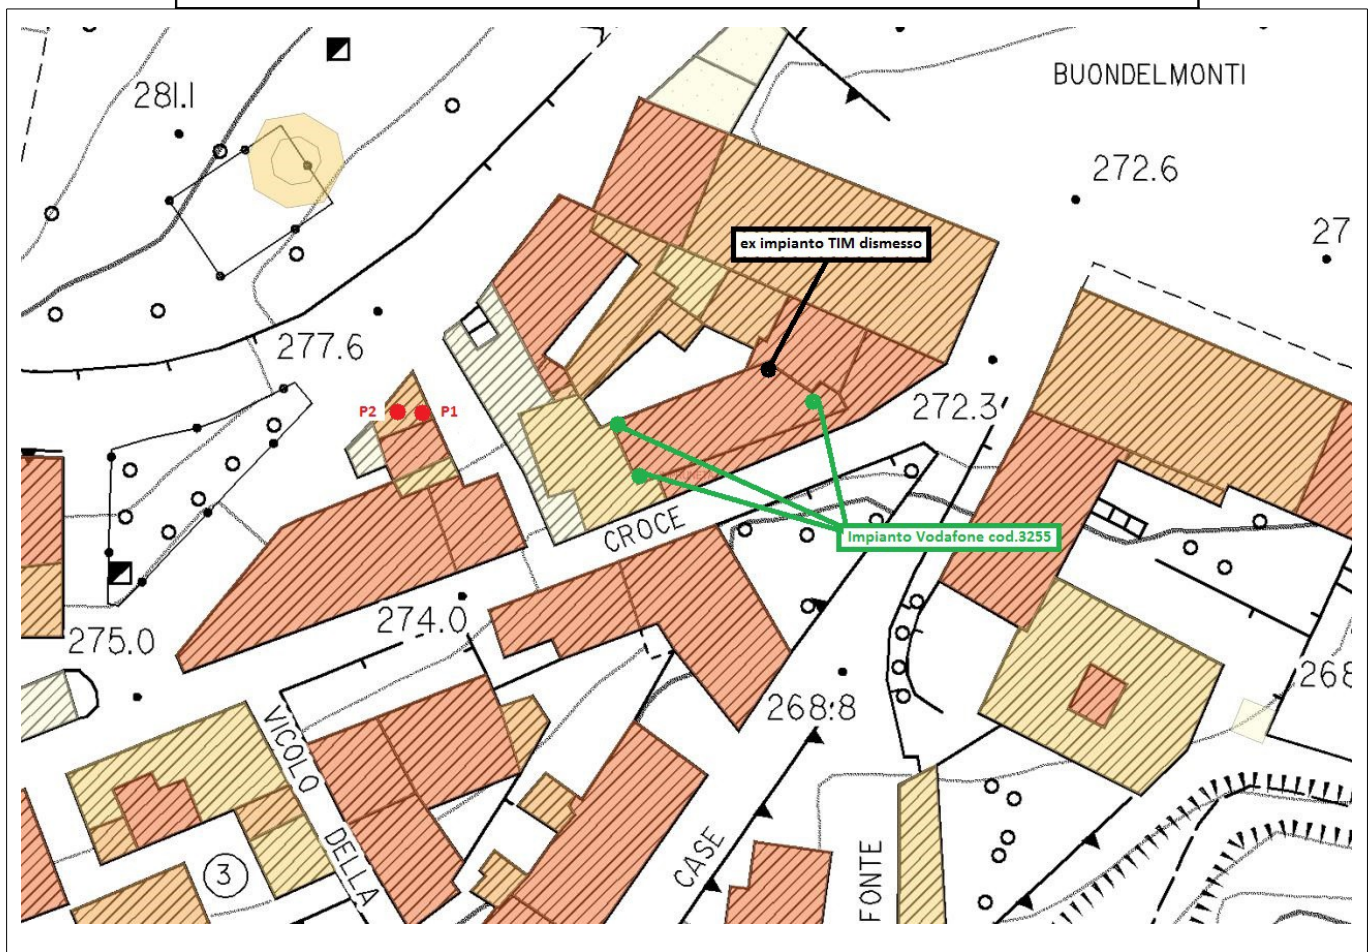 BUONDELMONTI
281.1
272.6
27
ex impianto TIM dismesso
277.6
P2
P1
272.3
CROCE
Impianto Vodafone cod.3255
274.0
275.0
268
268.8
VICOLO
DELLA
CASE
FONTE
3